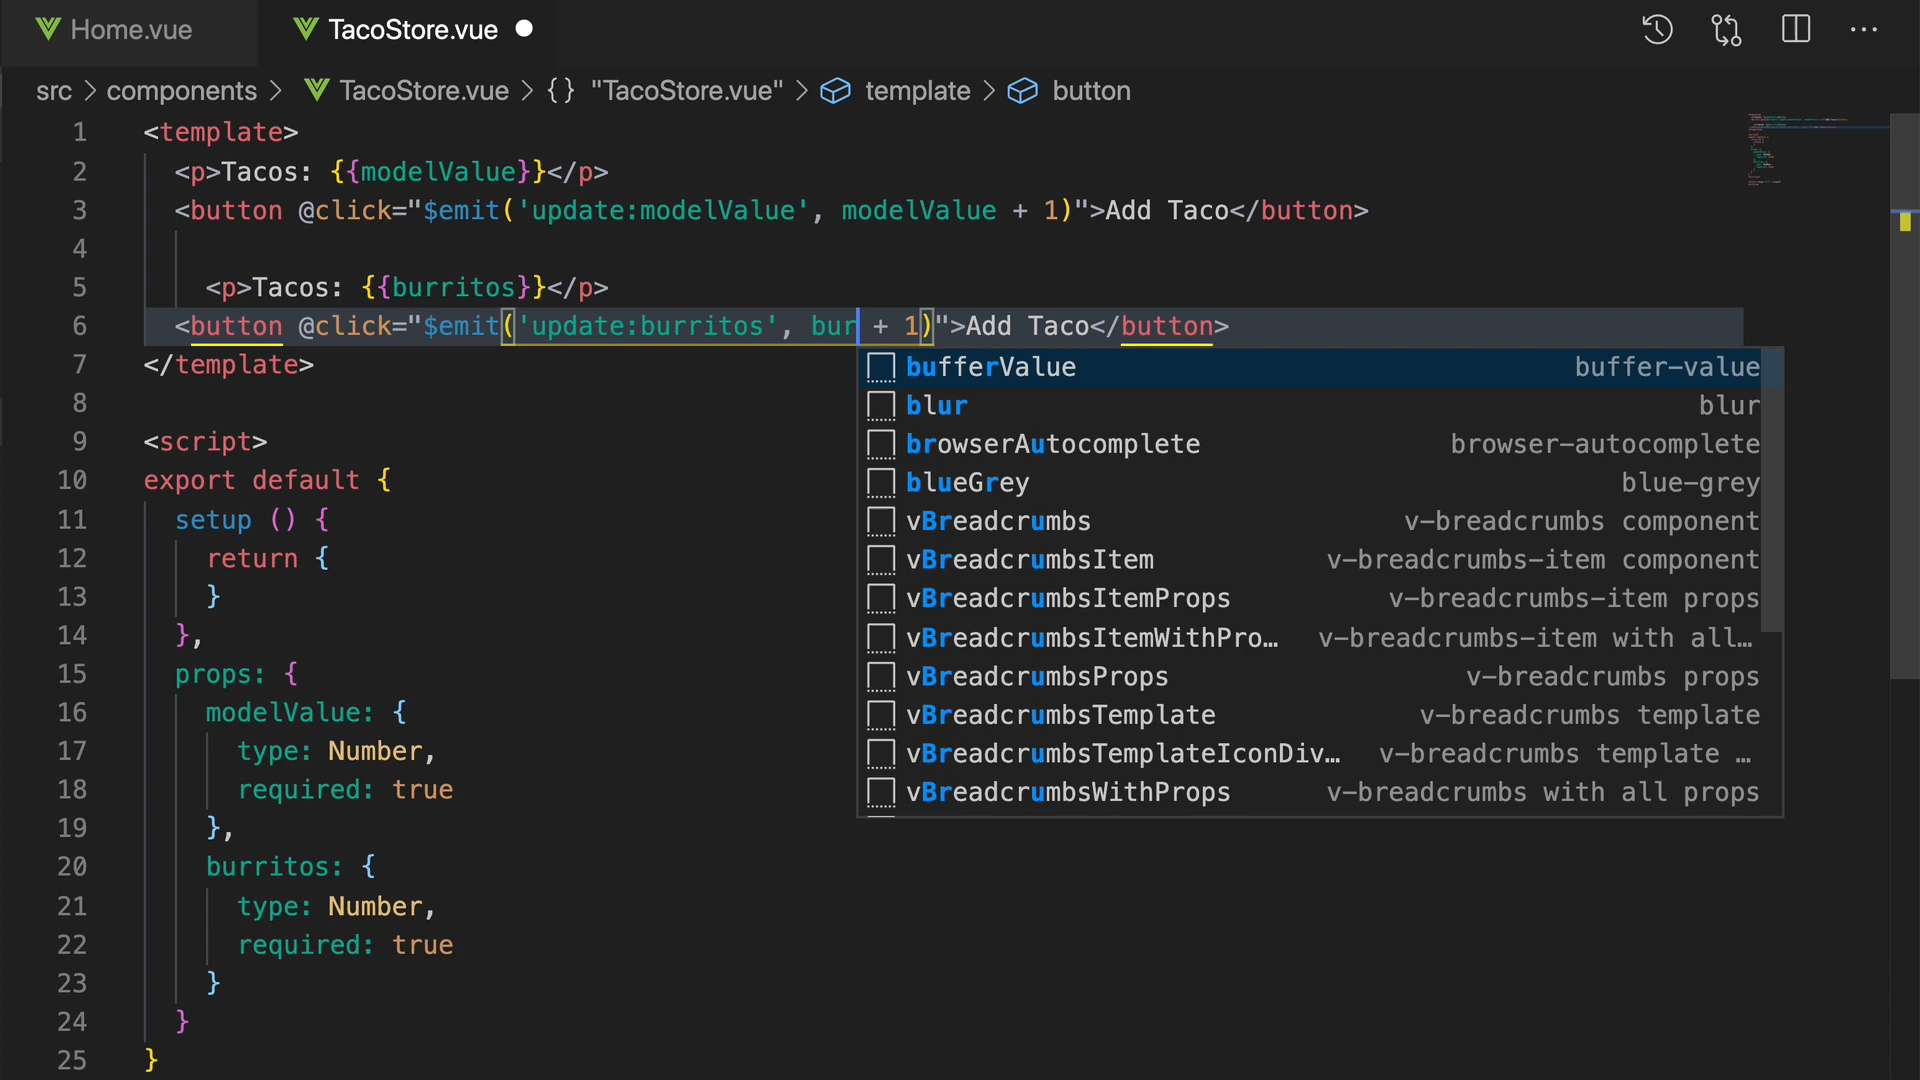 Home.vue
TacoStore.vue
src > components > TacoStore.vue > {} "TacoStore.vue" > template > button
1 <template>
2 <p>Tacos: {{modelValue}}</p>
3 <button @click="$emit('update:modelValue', modelValue + 1)">Add Taco</button>
4
5 <p>Tacos: {{burritos}}</p>
6 <button @click="$emit('update:burritos', bur + 1)">Add Taco</button>
7 </template>
8
9 <script>
10 export default {
11 setup () {
12 return {
13 }
14 },
15 props: {
16 modelValue: {
17 type: Number,
18 required: true
19 },
20 burritos: {
21 type: Number,
22 required: true
23 }
24 }
25 }
bufferValue buffer-value
blur blur
browserAutocomplete browser-autocomplete
blueGrey blue-grey
vBreadcrumbs v-breadcrumbs component
vBreadcrumbsItem v-breadcrumbs-item component
vBreadcrumbsItemProps v-breadcrumbs-item props
vBreadcrumbsItemWithPro… v-breadcrumbs-item with all…
vBreadcrumbsProps v-breadcrumbs props
vBreadcrumbsTemplate v-breadcrumbs template
vBreadcrumbsTemplateIconDiv… v-breadcrumbs template …
vBreadcrumbsWithProps v-breadcrumbs with all props